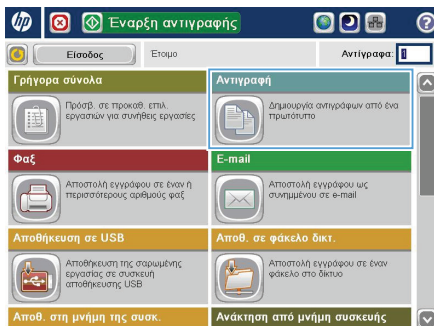 hp
Έναρξη αντιγραφής
?
Είσοδος
Έτοιμο
Αντίγραφα: 1
Γρήγορα σύνολα
Αντιγραφή
Πρόσβ. σε προκαθ. επιλ.
εργασιών για συνήθεις εργασίες
Δημιουργία αντιγράφων από ένα
πρωτότυπο
Φαξ
E-mail
Αποστολή εγγράφου σε έναν ή
περισσότερους αριθμούς φαξ
Αποστολή εγγράφου ως
συνημμένου σε e-mail
Αποθήκευση σε USB
Αποθ. σε φάκελο δικτ.
Αποθήκευση της σαρωμένης
εργασίας σε συσκευή
αποθήκευσης USB
Αποστολή εγγράφου σε έναν
φάκελο στο δίκτυο
Αποθ. στη μνήμη της συσκ.
Ανάκτηση από μνήμη συσκευής